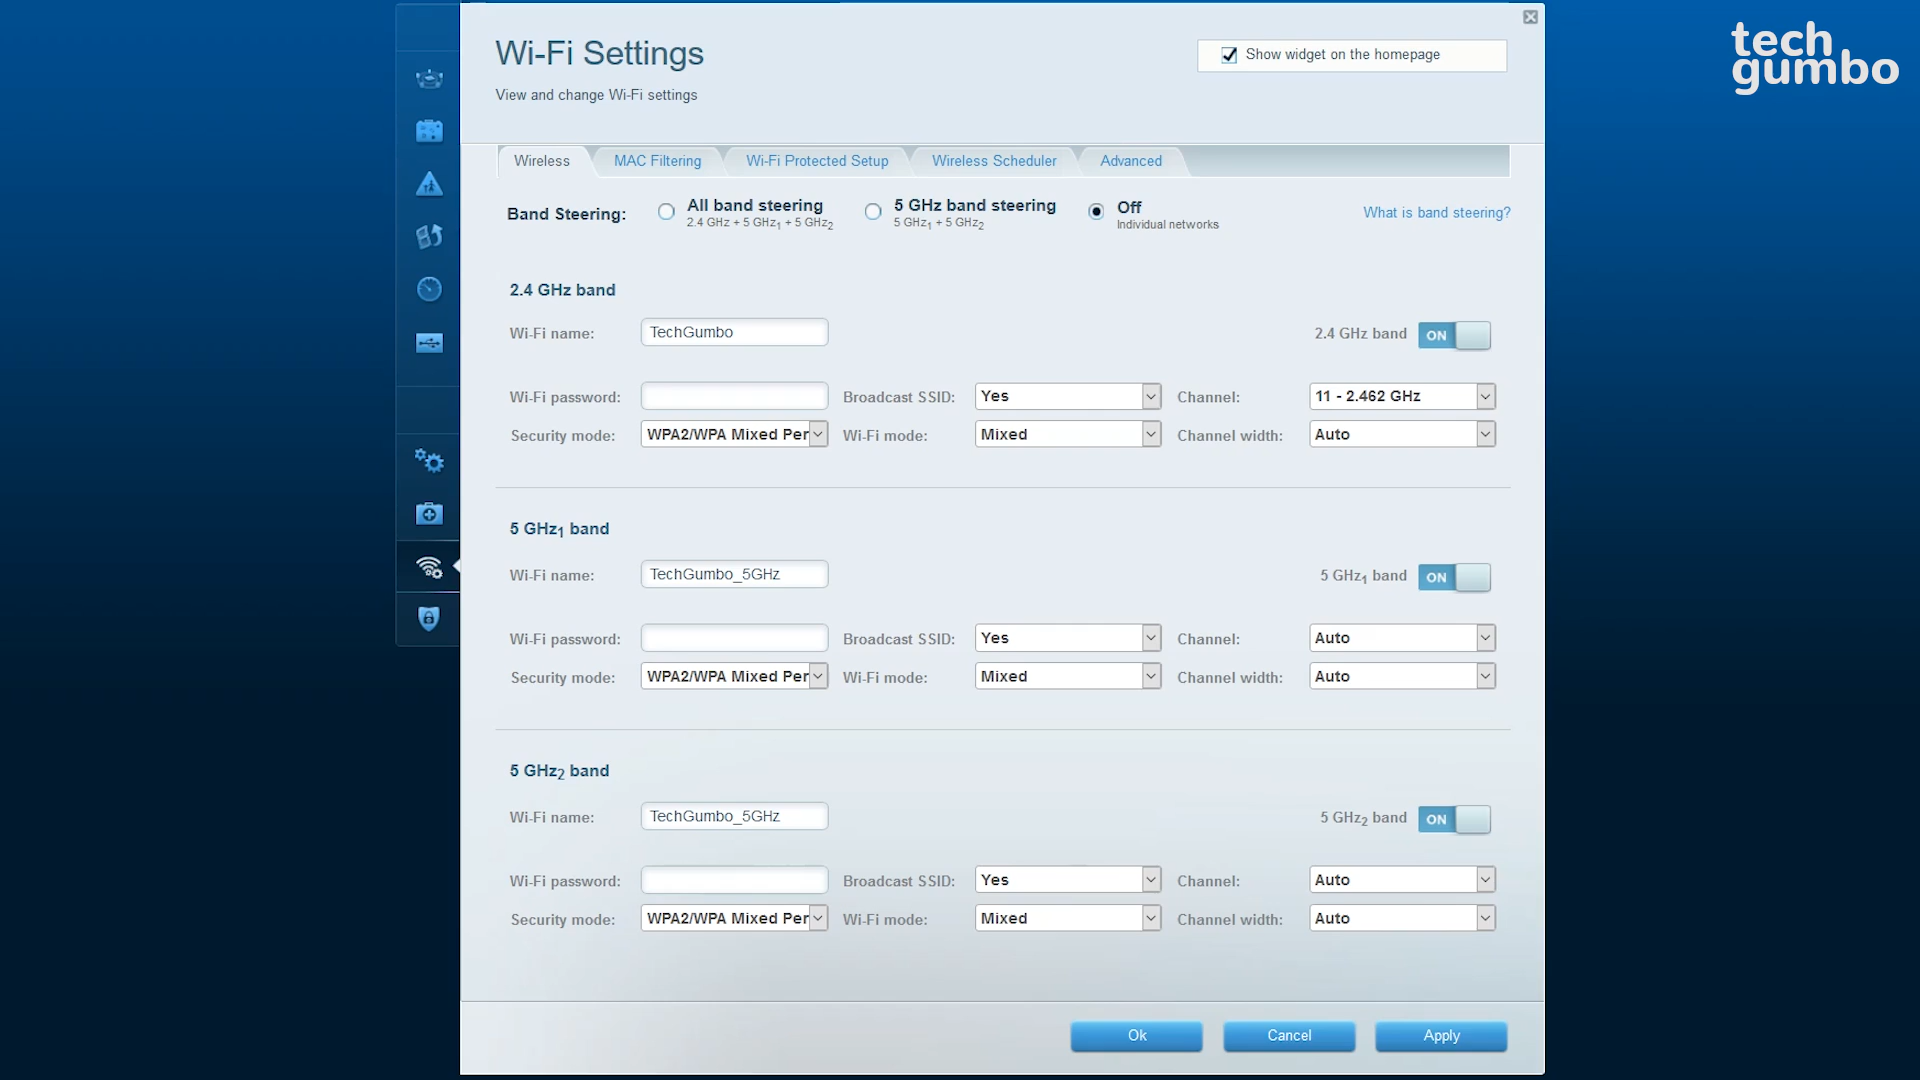 tech
gumbo
Wi-Fi Settings
Show widget on the homepage
View and change Wi-Fi settings
Wireless MAC Filtering Wi-Fi Protected Setup Wireless Scheduler Advanced
Band Steering: All band steering 5 GHz band steering Off What is band steering?
2.4 GHz + 5 GHz1 + 5 GHz2 5 GHz1 + 5 GHz2 Individual networks
2.4 GHz band
Wi-Fi name: TechGumbo 2.4 GHz band ON
Wi-Fi password: Broadcast SSID: Yes Channel: 11 - 2.462 GHz
Security mode: WPA2/WPA Mixed Per Wi-Fi mode: Mixed Channel width: Auto
5 GHz1 band
Wi-Fi name: TechGumbo_5GHz 5 GHz1 band ON
Wi-Fi password: Broadcast SSID: Yes Channel: Auto
Security mode: WPA2/WPA Mixed Per Wi-Fi mode: Mixed Channel width: Auto
5 GHz2 band
Wi-Fi name: TechGumbo_5GHz 5 GHz2 band ON
Wi-Fi password: Broadcast SSID: Yes Channel: Auto
Security mode: WPA2/WPA Mixed Per Wi-Fi mode: Mixed Channel width: Auto
Ok Cancel Apply